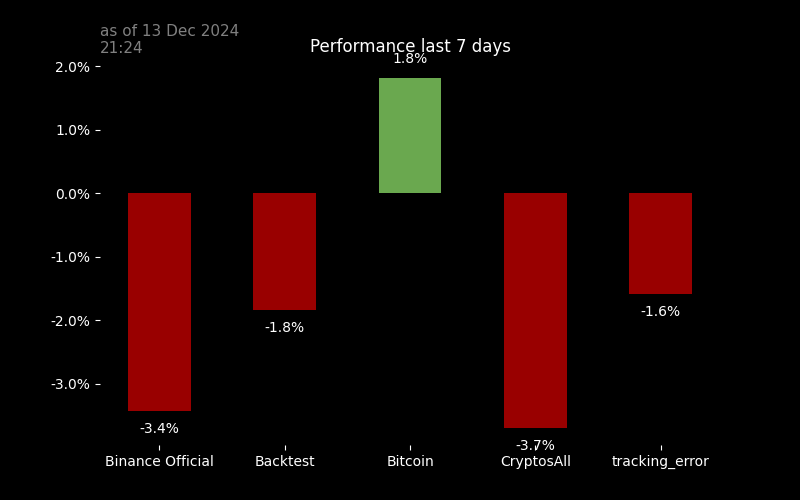 as of 13 Dec 2024
21:24
Performance last 7 days
2.0%
1.8%
1.0%
0.0%
-1.0%
-2.0%
-1.8%
-1.6%
-3.0%
-3.4%
-3.7%
Binance Official
Backtest
Bitcoin
CryptosAll
tracking_error